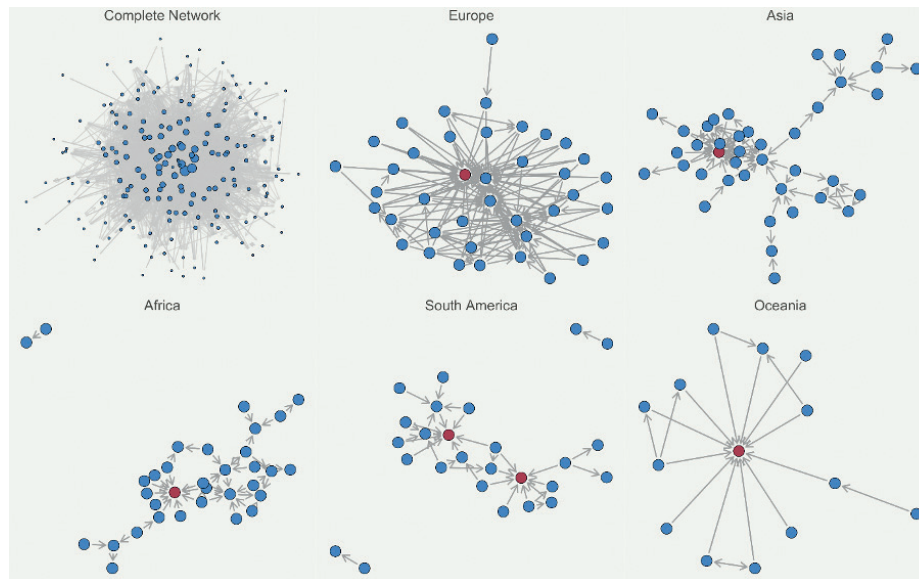 Complete Network
Europe
Asia
Africa
South America
Oceania